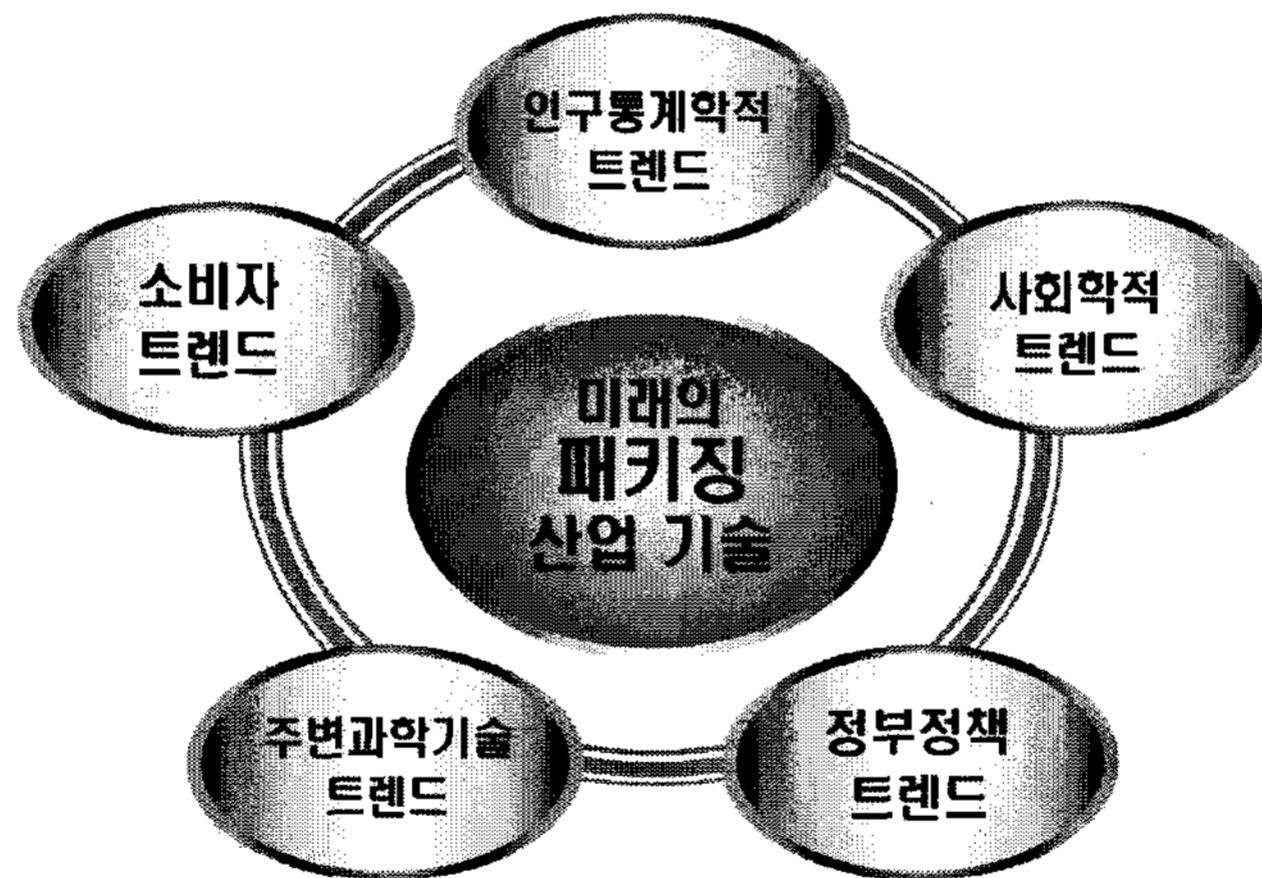 인구통계학적
트렌드
소비자
트렌드
사회학적
트렌드
미래의
패키징
산업 기술
주변과학기술
트렌드
정부정책
트렌드